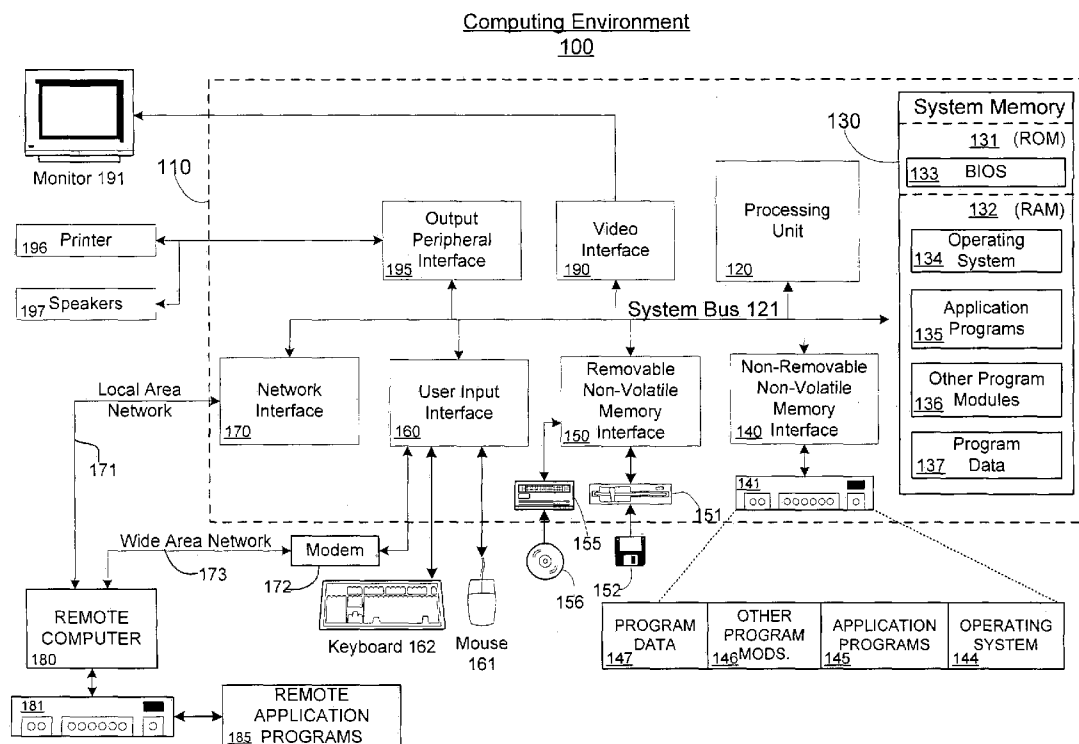 Computing Environment
100
Monitor 191
110
196 Printer
197 Speakers
Output
Peripheral
Interface
195
Video
Interface
190
Processing
Unit
120
130
System Memory
131 (ROM)
133 BIOS
132 (RAM)
134 Operating
System
Application
135 Programs
Other Program
136 Modules
Program
137 Data
System Bus 121
Local Area
Network
171
Network
Interface
170
User Input
Interface
160
Removable
Non-Volatile
Memory
150 Interface
Non-Removable
Non-Volatile
Memory
140 Interface
141
151
155
152
156
Wide Area Network
173
Modem
172
Keyboard 162
Mouse
161
REMOTE
COMPUTER
180
181
REMOTE
APPLICATION
185 PROGRAMS
PROGRAM
147 DATA
OTHER
PROGRAM
146 MODS.
APPLICATION
145 PROGRAMS
OPERATING
SYSTEM
144